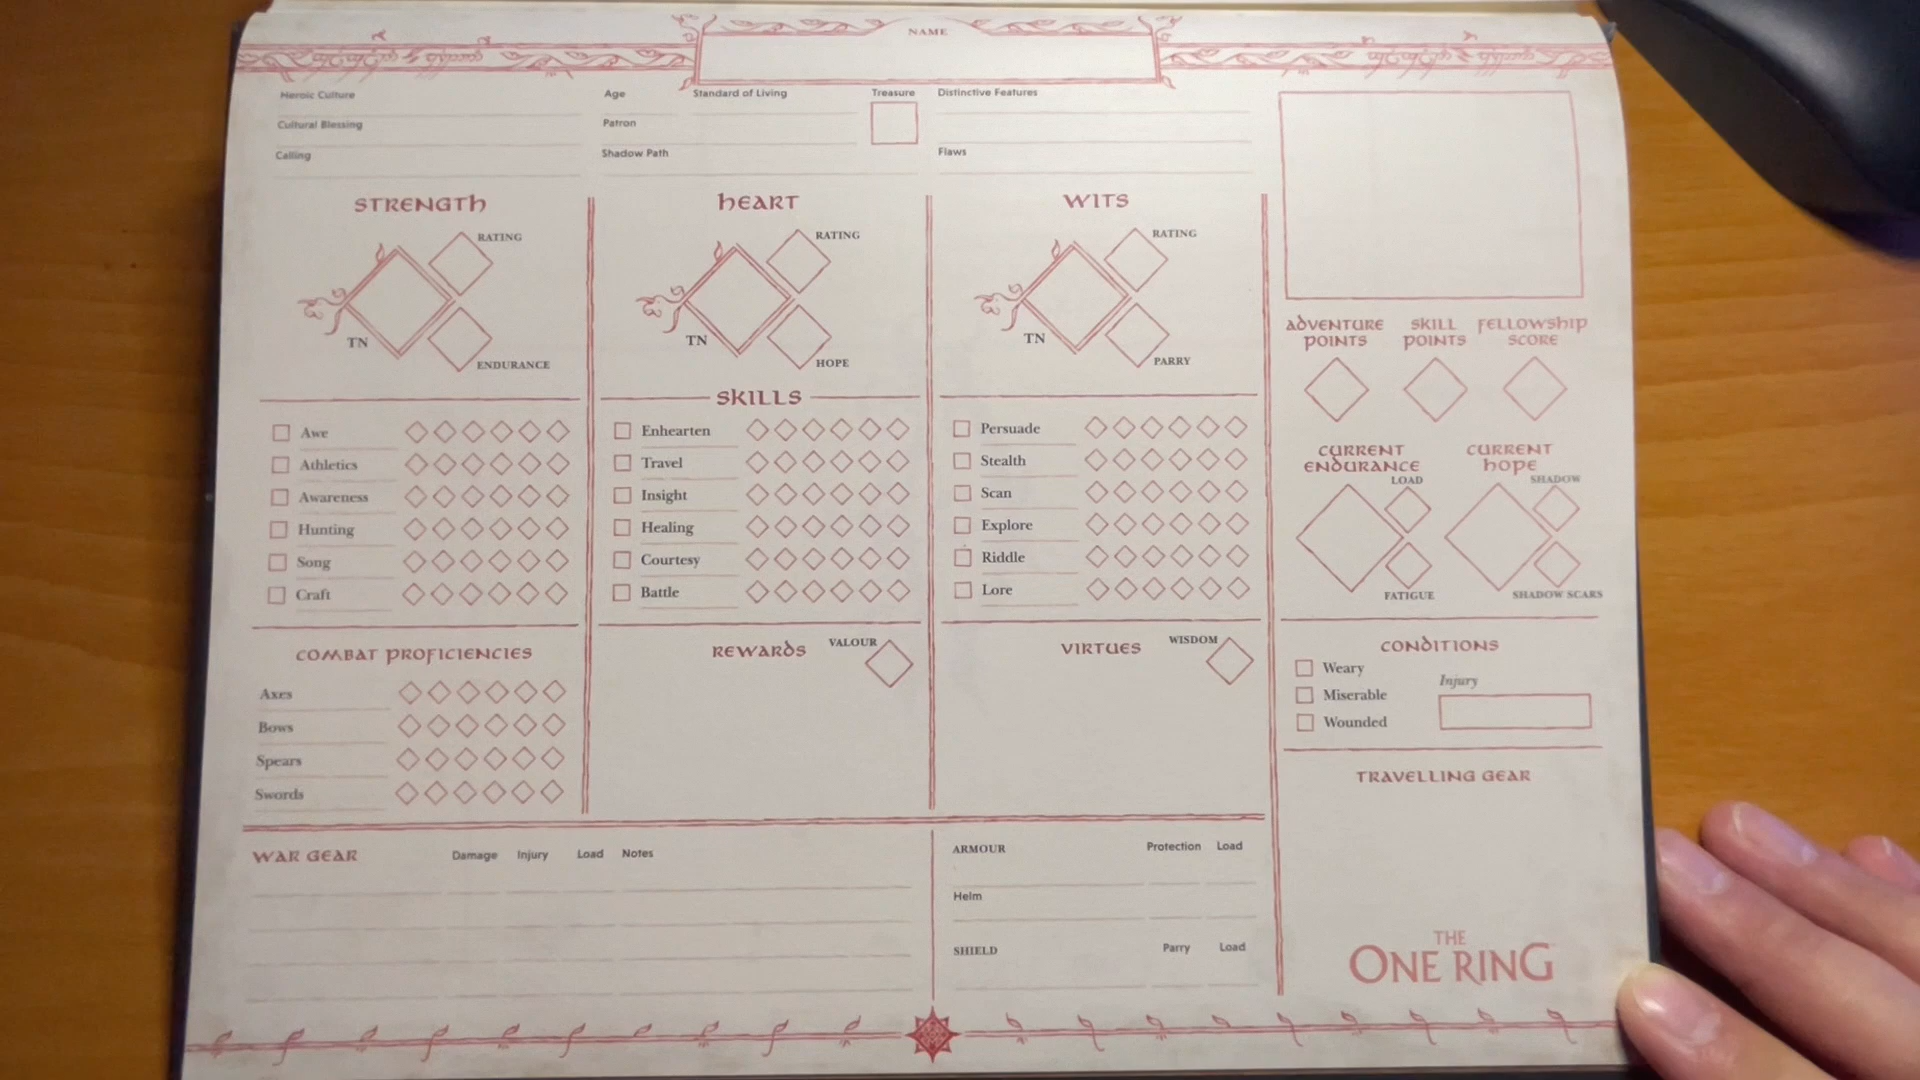 NAME
Heroic Culture
Age
Standard of Living
Treasure
Distinctive Features
Cultural Blessing
Patron
Calling
Shadow Path
Flaws
STRENGTH
RATING
TN
ENDURANCE
HEART
RATING
TN
HOPE
WITS
RATING
TN
PARRY
SKILLS
Awe
Athletics
Awareness
Hunting
Song
Craft
Enhearten
Travel
Insight
Healing
Courtesy
Battle
Persuade
Stealth
Scan
Explore
Riddle
Lore
COMBAT PROFICIENCIES
Axes
Bows
Spears
Swords
REWARDS
VALOUR
VIRTUES
WISDOM
WAR GEAR
Damage
Injury
Load
Notes
ARMOUR
Protection
Load
Helm
SHIELD
Parry
Load
ADVENTURE
POINTS
SKILL
POINTS
FELLOWSHIP
SCORE
CURRENT
ENDURANCE
LOAD
FATIGUE
CURRENT
HOPE
SHADOW
SHADOW SCARS
CONDITIONS
Weary
Miserable
Wounded
Injury
TRAVELLING GEAR
THE
ONE RING